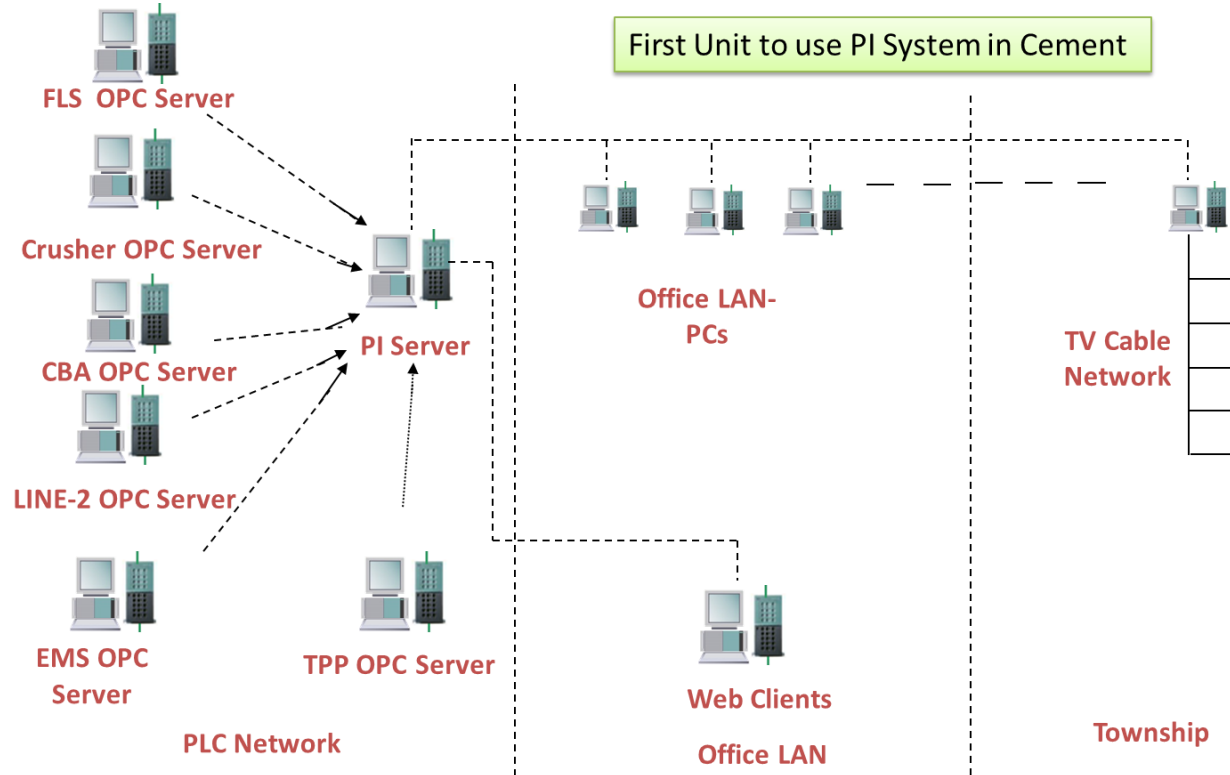 First Unit to use PI System in Cement
FLS  OPC Server
Crusher OPC Server
CBA OPC Server
LINE-2 OPC Server
EMS OPC
Server
TPP OPC Server
PI Server
PLC Network
Office LAN-
PCs
Web Clients
Office LAN
TV Cable
Network
Township